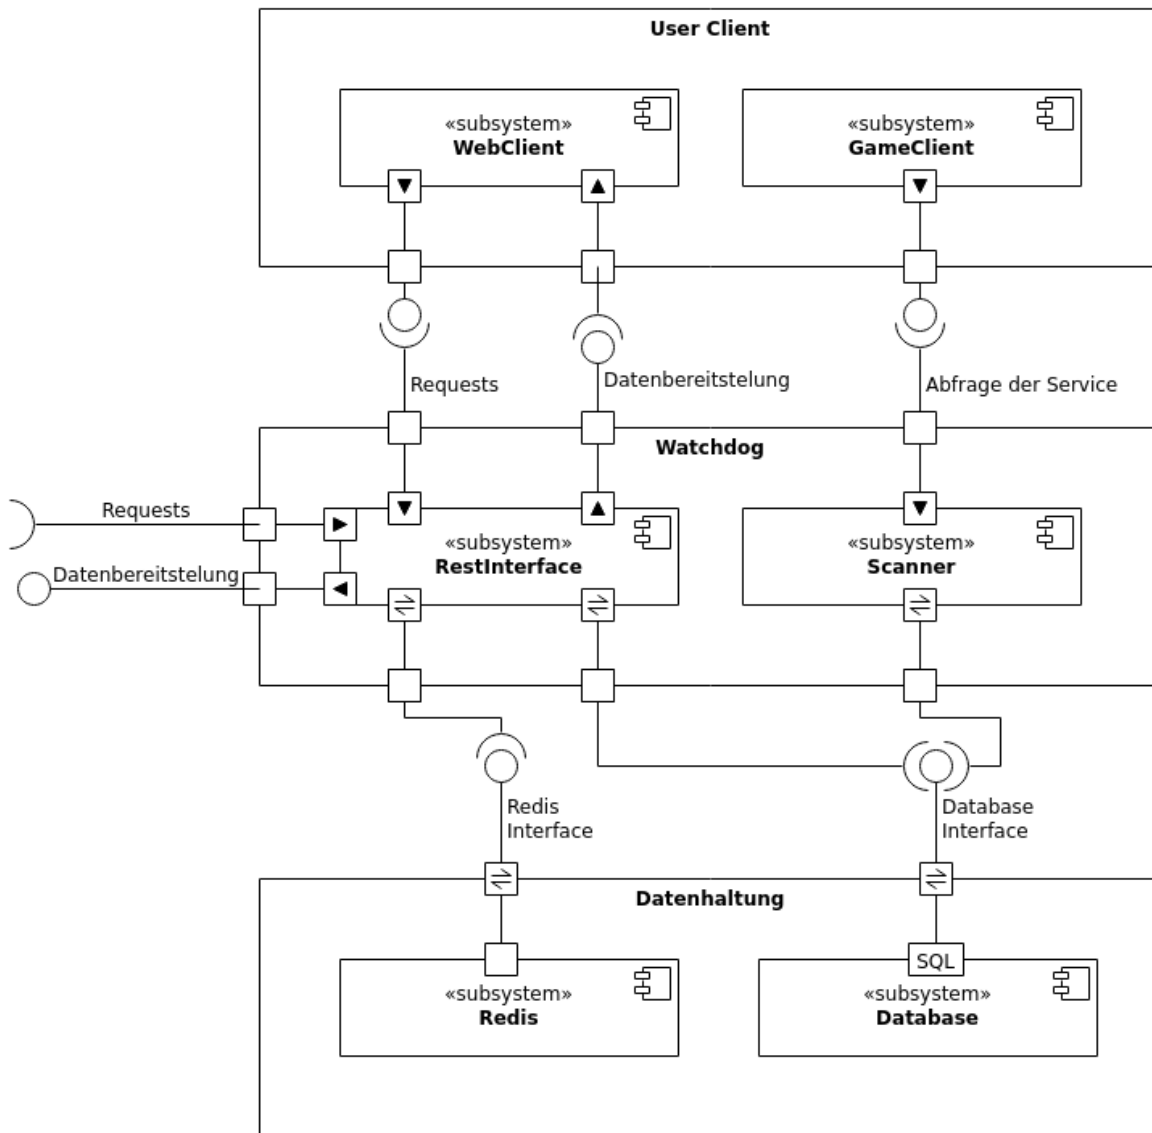 User Client
«subsystem»
WebClient
«subsystem»
GameClient
Requests
Datenbereitstelung
Abfrage der Service
Watchdog
Requests
Datenbereitstelung
«subsystem»
RestInterface
«subsystem»
Scanner
Redis
Interface
Database
Interface
Datenhaltung
SQL
«subsystem»
Redis
«subsystem»
Database